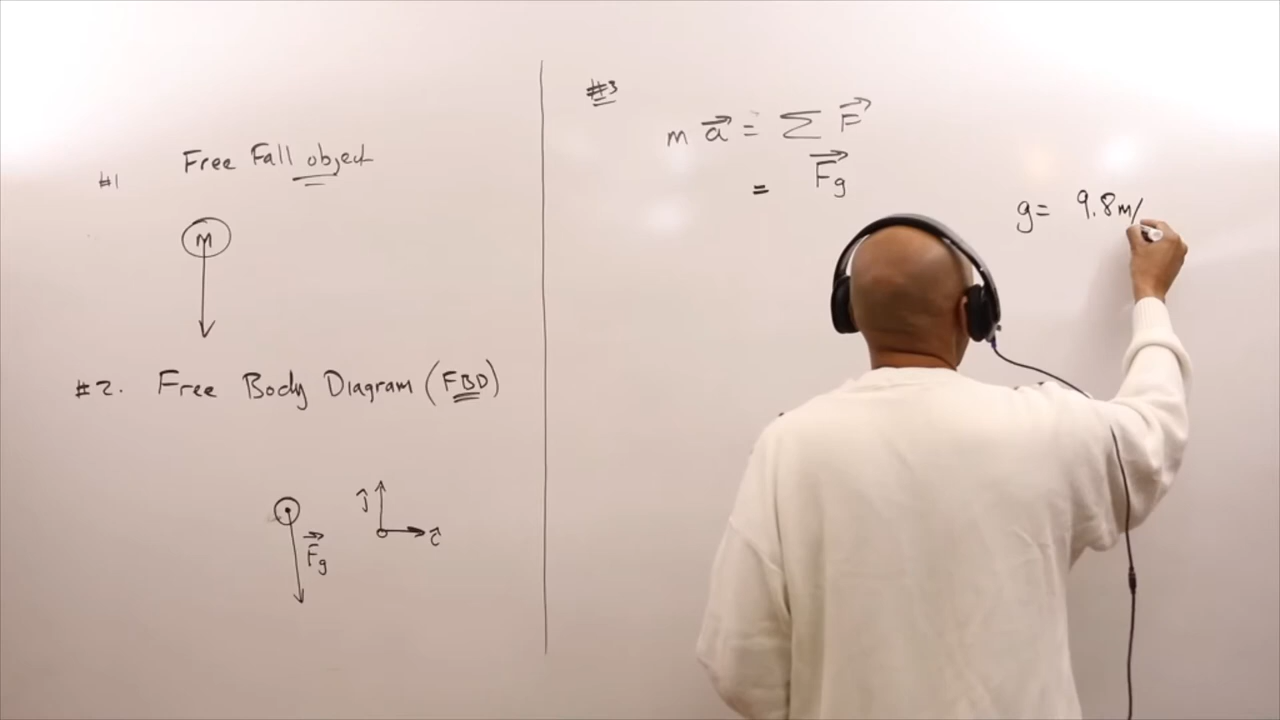 #1 Free Fall object
M
#2. Free Body Diagram (FBD)
ĵ
î
F⃗g
#3
m a⃗ = Σ F⃗
= F⃗g
g = 9.8m/